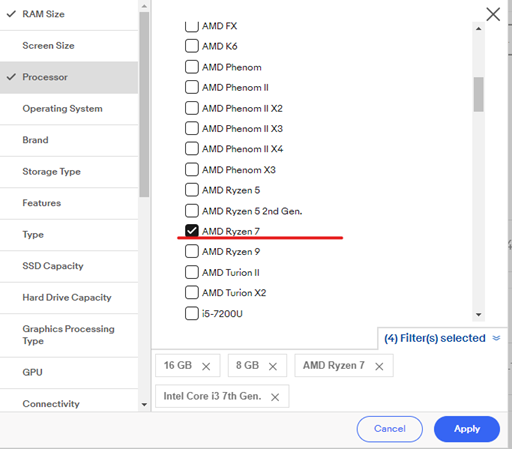 RAM Size
Screen Size
Processor
Operating System
Brand
Storage Type
Features
Type
SSD Capacity
Hard Drive Capacity
Graphics Processing
Type
GPU
Connectivity
AMD FX
AMD K6
AMD Phenom
AMD Phenom II
AMD Phenom II X2
AMD Phenom II X3
AMD Phenom II X4
AMD Phenom X3
AMD Ryzen 5
AMD Ryzen 5 2nd Gen.
AMD Ryzen 7
AMD Ryzen 9
AMD Turion II
AMD Turion X2
i5-7200U
(4) Filter(s) selected
16 GB
8 GB
AMD Ryzen 7
Intel Core i3 7th Gen.
Cancel
Apply